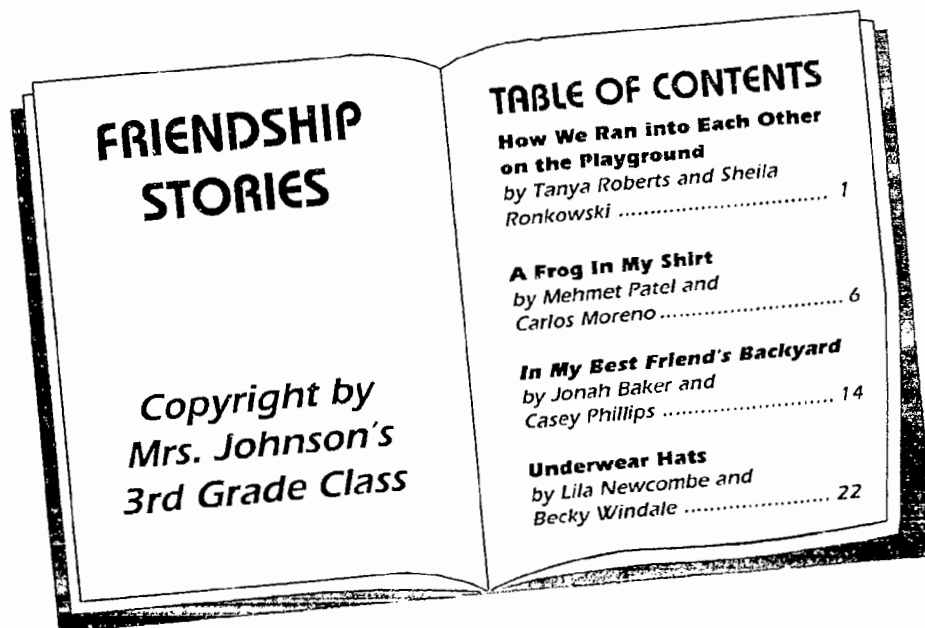 FRIENDSHIP
STORIES
Copyright by
Mrs. Johnson's
3rd Grade Class
TABLE OF CONTENTS
How We Ran into Each Other
on the Playground
by Tanya Roberts and Sheila
Ronkowski ................................. 1
A Frog In My Shirt
by Mehmet Patel and
Carlos Moreno ............................. 6
In My Best Friend's Backyard
by Jonah Baker and
Casey Phillips ........................... 14
Underwear Hats
by Lila Newcombe and
Becky Windale ....................... 22